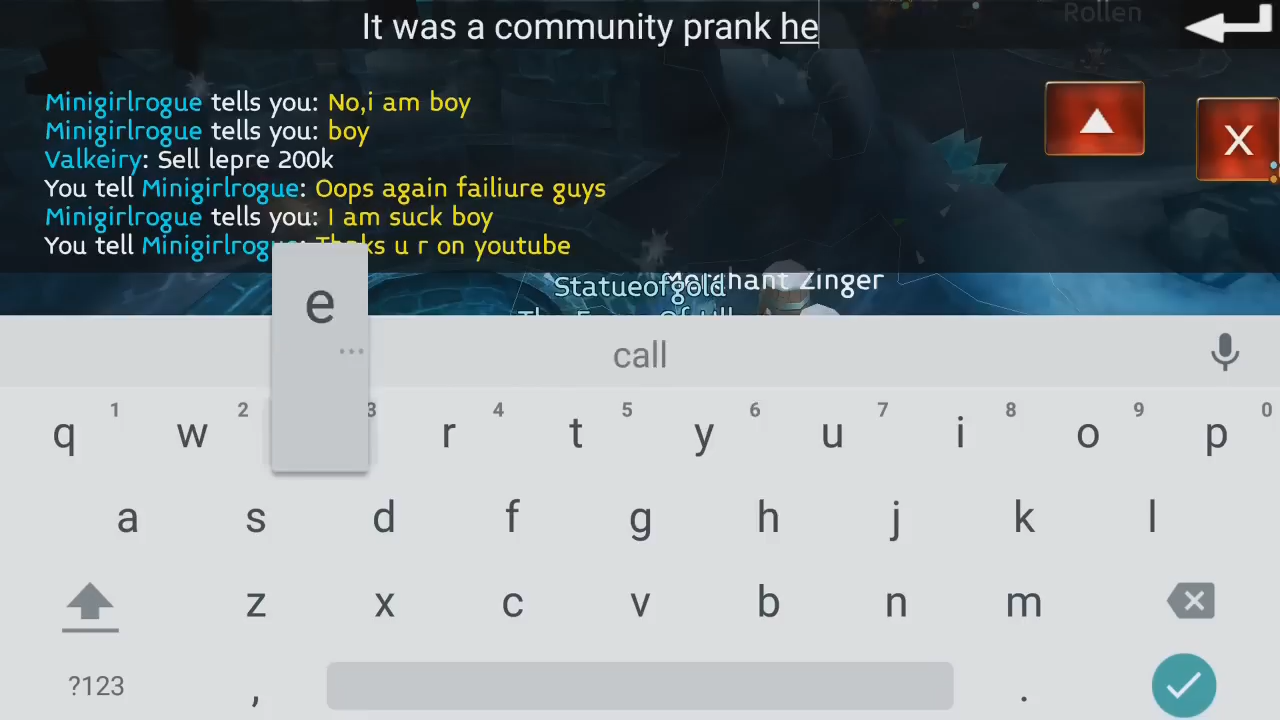 It was a community prank he
Rollen
Minigirlrogue tells you: No,i am boy
Minigirlrogue tells you: boy
X
Valkeiry: Sell lepre 200k
You tell Minigirlrogue: Oops again failiure guys
Minigirlrogue tells you: I am suck boy
You tell Minigirlrogue: Thnks u r on youtube
Merchant Zinger
Statueofgold
e
call
1 2 3 4 5 6 7 8 9 0
q w r t y u i o p
a s d f g h j k l
z x c v b n m
?123 , .